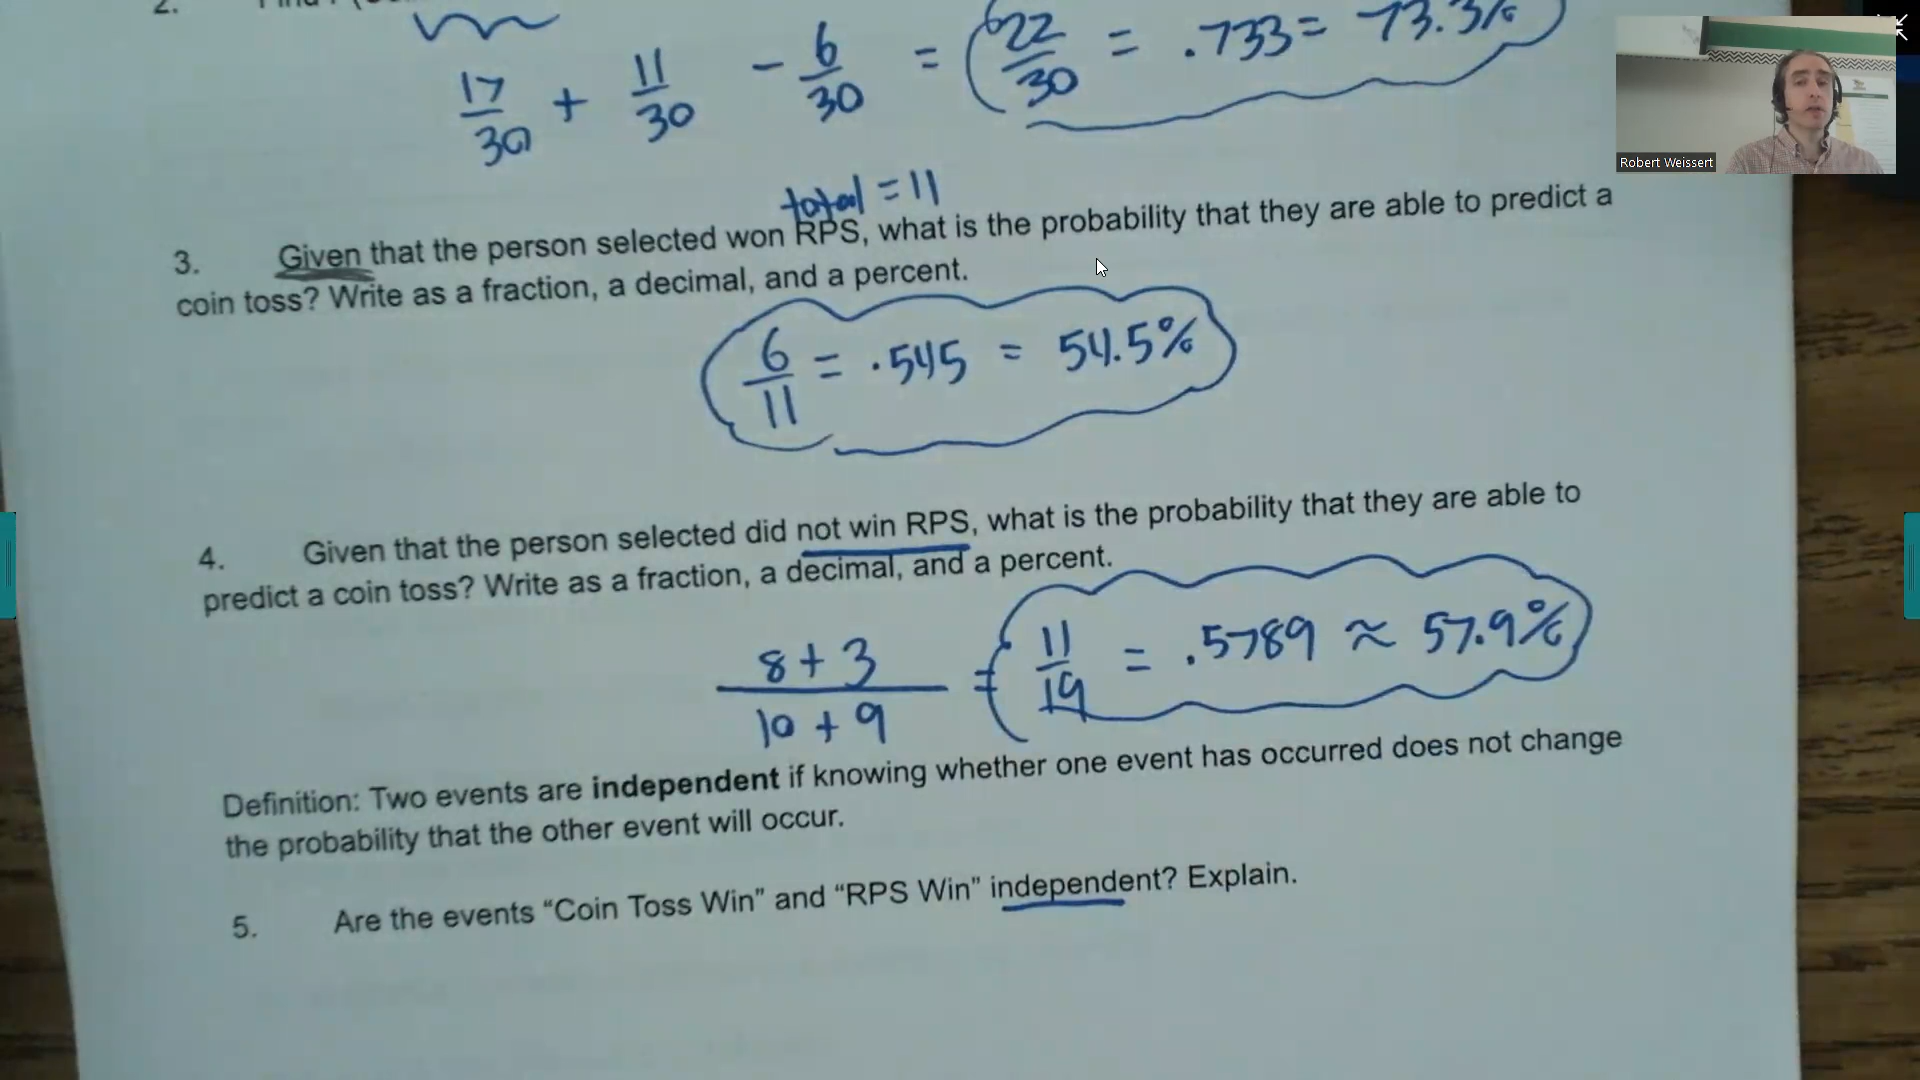 2.
17/30 + 11/30 - 6/30 = 22/30 = .733 = 73.3%
Robert Weissert
total = 11
3. Given that the person selected won RPS, what is the probability that they are able to predict a
coin toss? Write as a fraction, a decimal, and a percent.
6/11 = .545 = 54.5%
4. Given that the person selected did not win RPS, what is the probability that they are able to
predict a coin toss? Write as a fraction, a decimal, and a percent.
8+3/10+9 = 11/19 = .5789 ≈ 57.9%
Definition: Two events are independent if knowing whether one event has occurred does not change
the probability that the other event will occur.
5. Are the events “Coin Toss Win” and “RPS Win” independent? Explain.